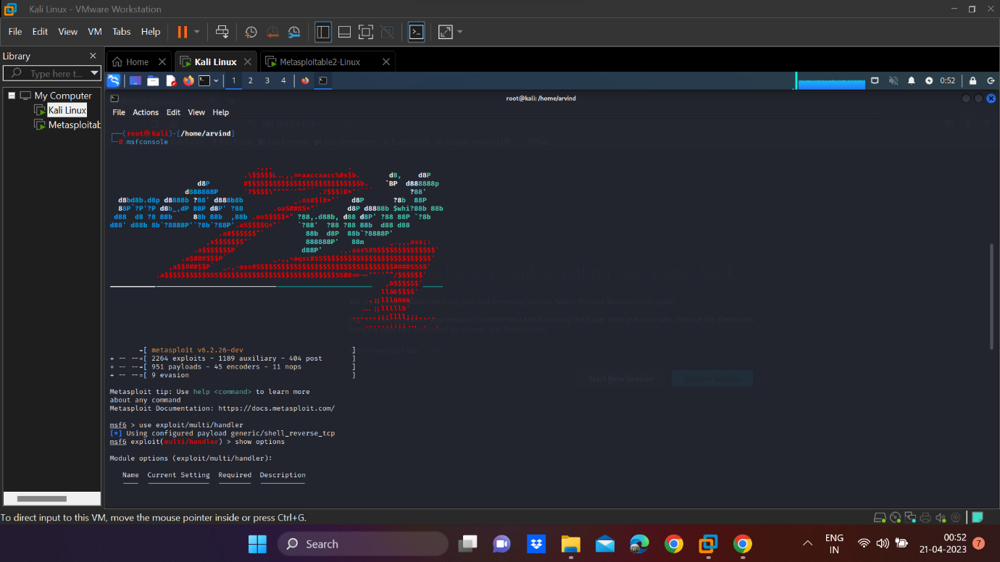 Kali Linux - VMware Workstation
File Edit View VM Tabs Help
Library
Home
Kali Linux
Metasploitable2-Linux
Type here t...
1 2 3 4
0:52
My Computer
Kali Linux
Metasploitab
root@kali: /home/arvind
File Actions Edit View Help
(root㉿kali)-[/home/arvind]
# msfconsole
=[ metasploit v6.2.26-dev ]
+ -- --=[ 2264 exploits - 1189 auxiliary - 404 post ]
+ -- --=[ 951 payloads - 45 encoders - 11 nops ]
+ -- --=[ 9 evasion ]
Metasploit tip: Use help <command> to learn more
about any command
Metasploit Documentation: https://docs.metasploit.com/
msf6 > use exploit/multi/handler
[*] Using configured payload generic/shell_reverse_tcp
msf6 exploit(multi/handler) > show options
Module options (exploit/multi/handler):
Name Current Setting Required Description
Start New Session
Restore Session
To direct input to this VM, move the mouse pointer inside or press Ctrl+G.
Search
ENG
IN
00:52
21-04-2023
7